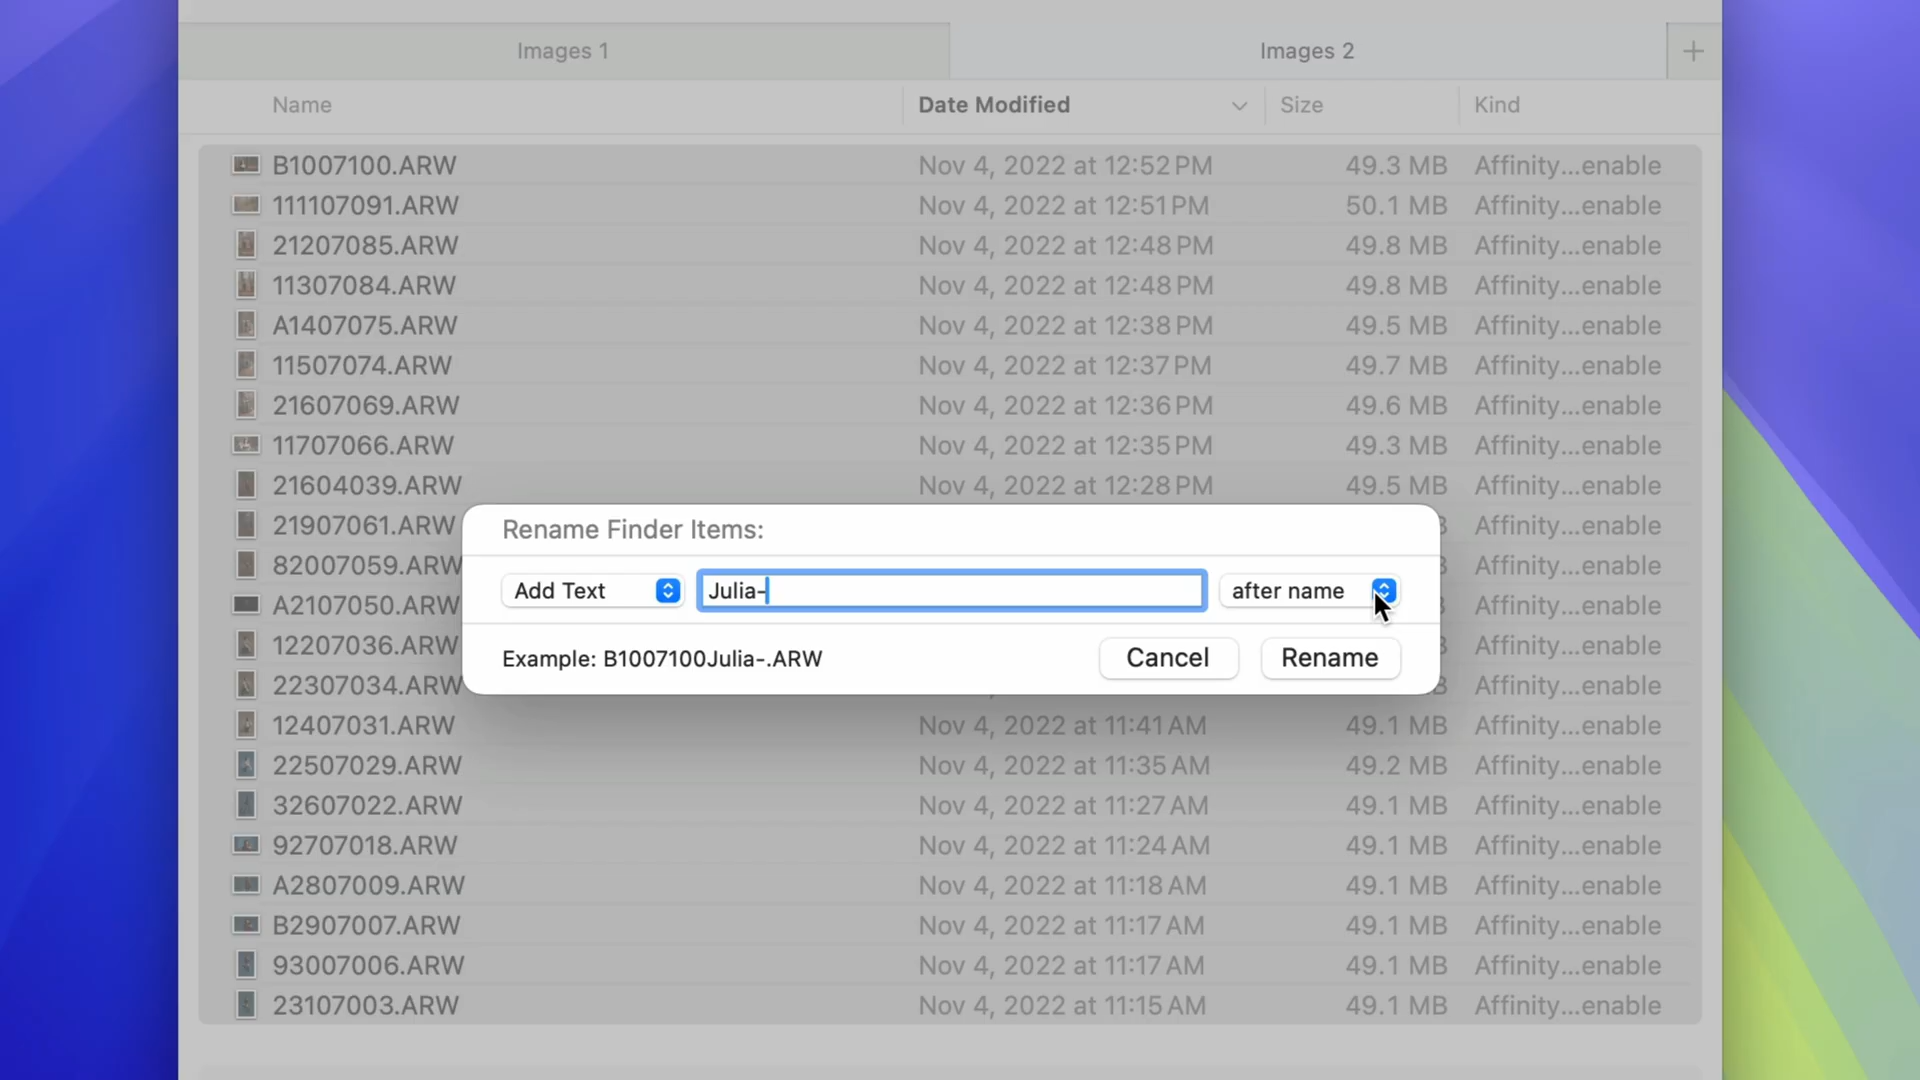 Images 1 Images 2
Name Date Modified Size Kind
B1007100.ARW Nov 4, 2022 at 12:52 PM 49.3 MB Affinity...enable
111107091.ARW Nov 4, 2022 at 12:51 PM 50.1 MB Affinity...enable
21207085.ARW Nov 4, 2022 at 12:48 PM 49.8 MB Affinity...enable
11307084.ARW Nov 4, 2022 at 12:48 PM 49.8 MB Affinity...enable
A1407075.ARW Nov 4, 2022 at 12:38 PM 49.5 MB Affinity...enable
11507074.ARW Nov 4, 2022 at 12:37 PM 49.7 MB Affinity...enable
21607069.ARW Nov 4, 2022 at 12:36 PM 49.6 MB Affinity...enable
11707066.ARW Nov 4, 2022 at 12:35 PM 49.3 MB Affinity...enable
21604039.ARW Nov 4, 2022 at 12:28 PM 49.5 MB Affinity...enable
21907061.ARW Affinity...enable
82007059.ARW Affinity...enable
A2107050.ARW Affinity...enable
12207036.ARW Affinity...enable
22307034.ARW Affinity...enable
Rename Finder Items:
Add Text Julia- after name
Example: B1007100Julia-.ARW Cancel Rename
12407031.ARW Nov 4, 2022 at 11:41 AM 49.1 MB Affinity...enable
22507029.ARW Nov 4, 2022 at 11:35 AM 49.2 MB Affinity...enable
32607022.ARW Nov 4, 2022 at 11:27 AM 49.1 MB Affinity...enable
92707018.ARW Nov 4, 2022 at 11:24 AM 49.1 MB Affinity...enable
A2807009.ARW Nov 4, 2022 at 11:18 AM 49.1 MB Affinity...enable
B2907007.ARW Nov 4, 2022 at 11:17 AM 49.1 MB Affinity...enable
93007006.ARW Nov 4, 2022 at 11:17 AM 49.1 MB Affinity...enable
23107003.ARW Nov 4, 2022 at 11:15 AM 49.1 MB Affinity...enable